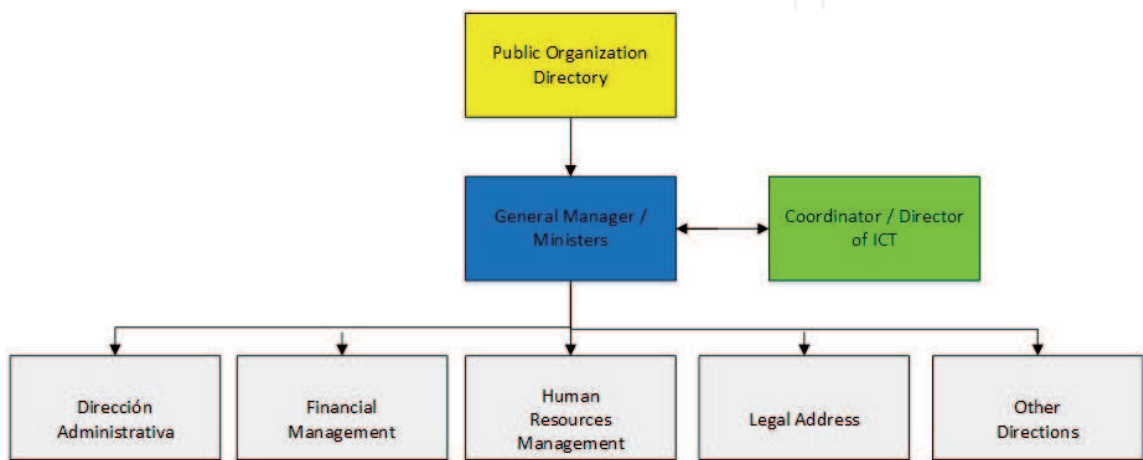 Public Organization
Directory
General Manager /
Ministers
Coordinator / Director
of ICT
Dirección
Administrativa
Financial
Management
Human
Resources
Management
Legal Address
Other
Directions